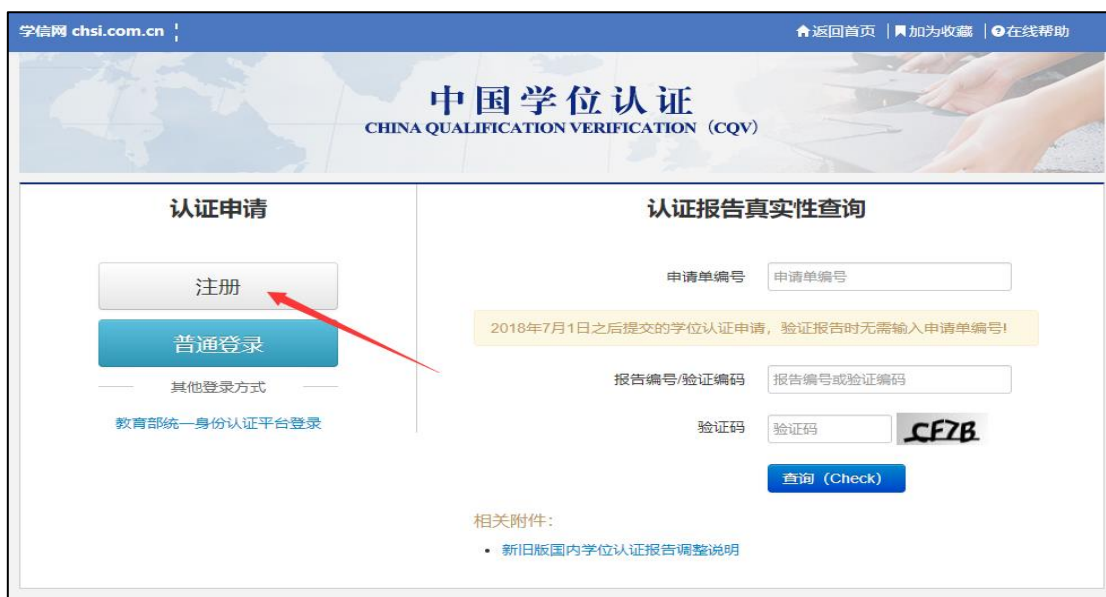 学信网 chsi.com.cn
返回首页 | 加为收藏 | 在线帮助
中国学位认证
CHINA QUALIFICATION VERIFICATION (CQV)
认证申请
注册
普通登录
其他登录方式
教育部统一身份认证平台登录
认证报告真实性查询
申请单编号 申请单编号
2018年7月1日之后提交的学位认证申请，验证报告时无需输入申请单编号!
报告编号/验证编码 报告编号或验证编码
验证码 验证码 CF7B
查询（Check）
相关附件：
• 新旧版国内学位认证报告调整说明